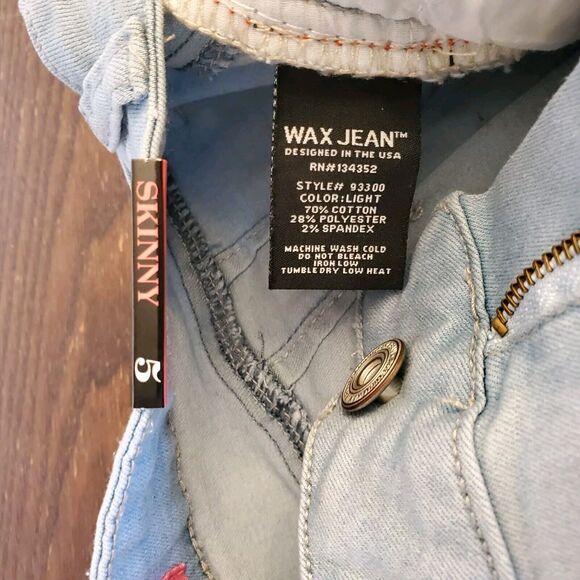 WAX JEAN™
DESIGNED IN THE USA
RN#134352
STYLE# 93300
COLOR:LIGHT
70% COTTON
28% POLYESTER
2% SPANDEX
MACHINE WASH COLD
DO NOT BLEACH
IRON LOW
TUMBLE DRY LOW HEAT
SKINNY 5